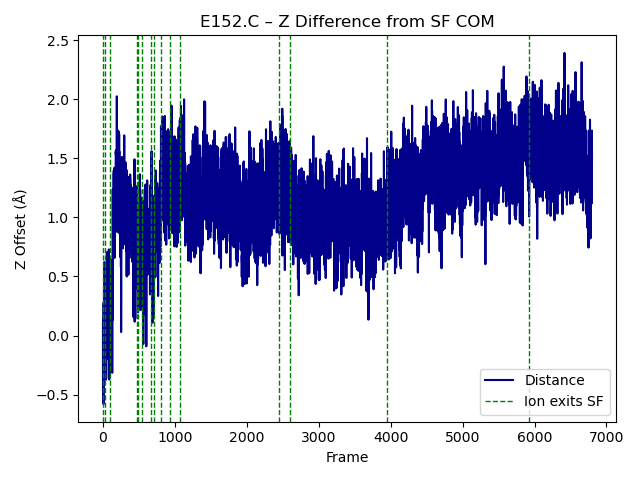 E152.C – Z Difference from SF COM
2.5
2.0
1.5
1.0
0.5
0.0
−0.5
Z Offset (Å)
Distance
Ion exits SF
0 1000 2000 3000 4000 5000 6000 7000
Frame